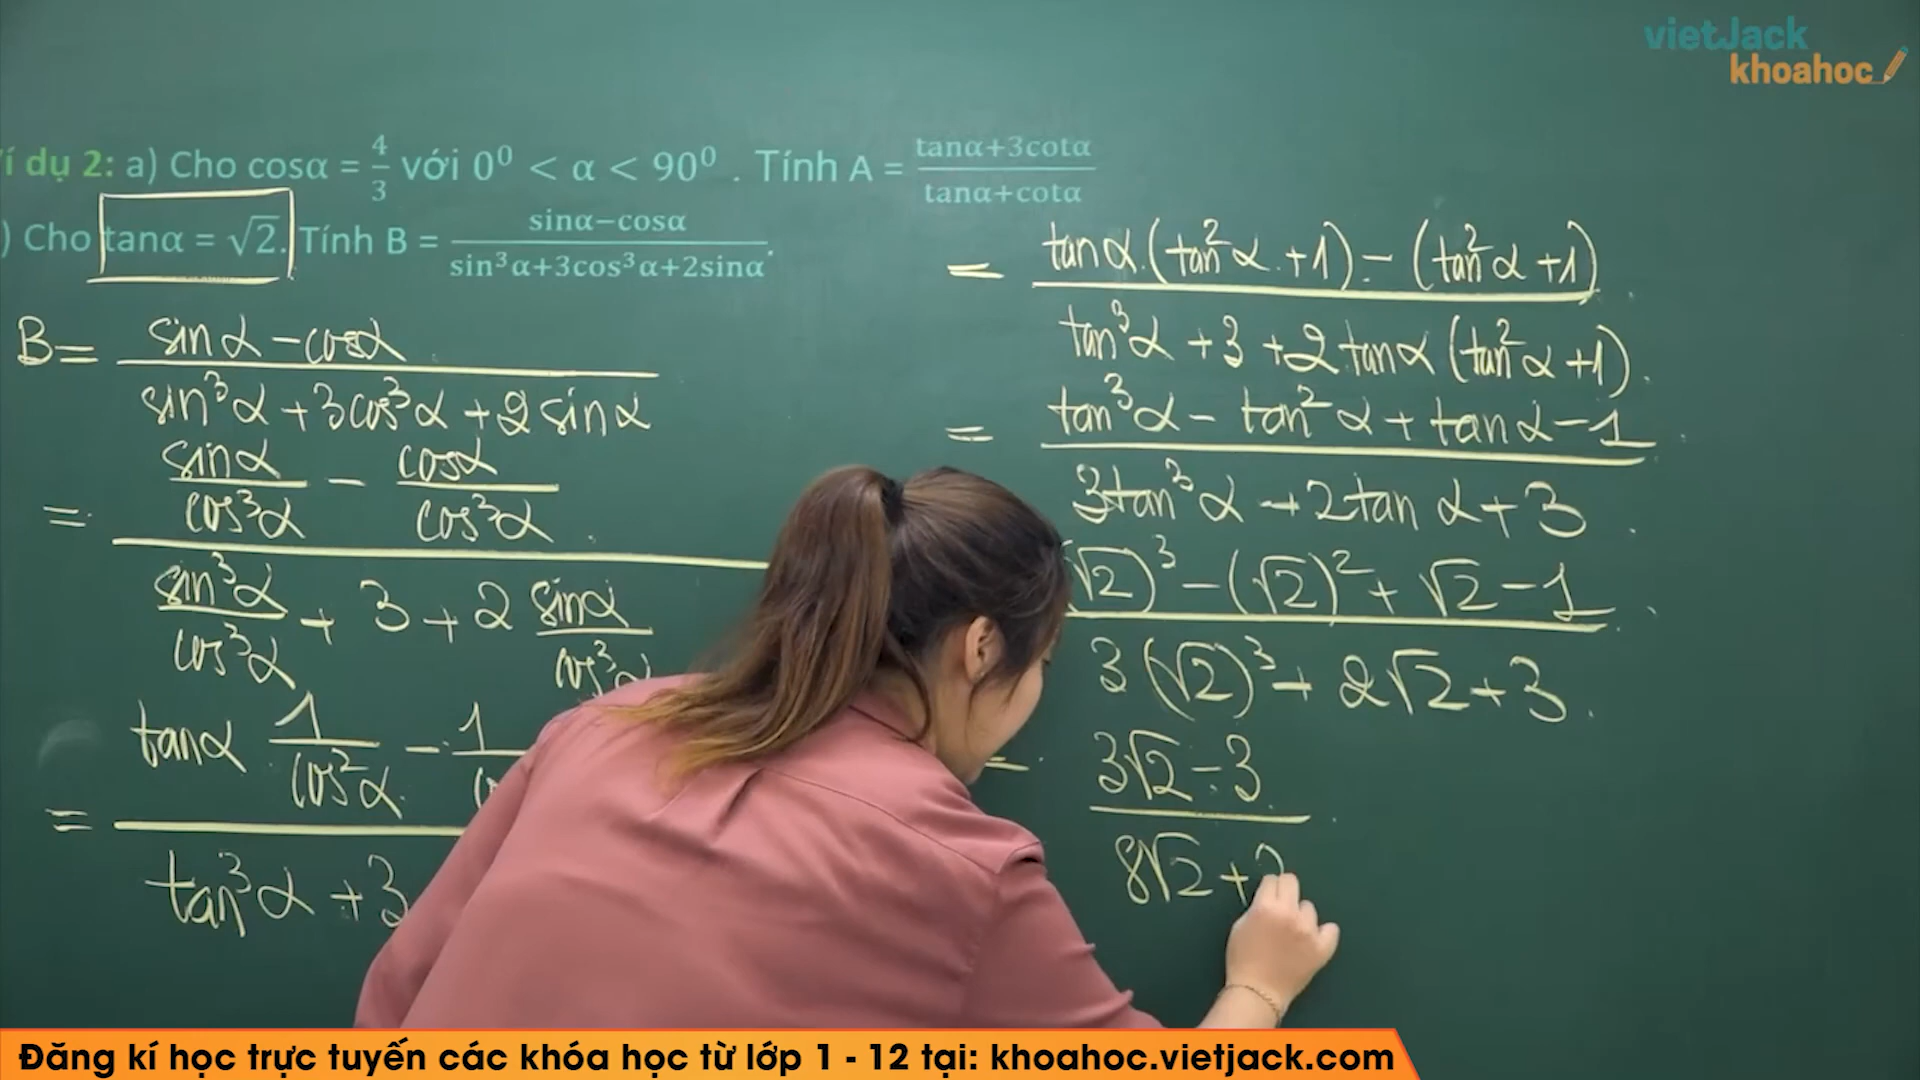 vietJack
khoahoc
í dụ 2: a) Cho cosα = 4/3 với 0⁰ < α < 90⁰ . Tính A = (tanα+3cotα)/(tanα+cotα)
) Cho tanα = √2. Tính B = (sinα−cosα)/(sin³α+3cos³α+2sinα).
B = (sinα − cosα)/(sin³α + 3cos³α + 2sinα)
= (sinα/cos³α − cosα/cos³α)/(sin³α/cos³α + 3 + 2 sinα/cos³α)
= (tanα 1/cos²α − 1/)/(tan³α + 3
= (tanα.(tan²α + 1) − (tan²α + 1))/(tan³α + 3 + 2tanα(tan²α + 1))
= (tan³α − tan²α + tanα − 1)/(3tan³α + 2tanα + 3)
(√2)³ − (√2)² + √2 − 1/(3(√2)³ + 2√2 + 3)
= (3√2 − 3)/(8√2 +
Đăng kí học trực tuyến các khóa học từ lớp 1 - 12 tại: khoahoc.vietjack.com